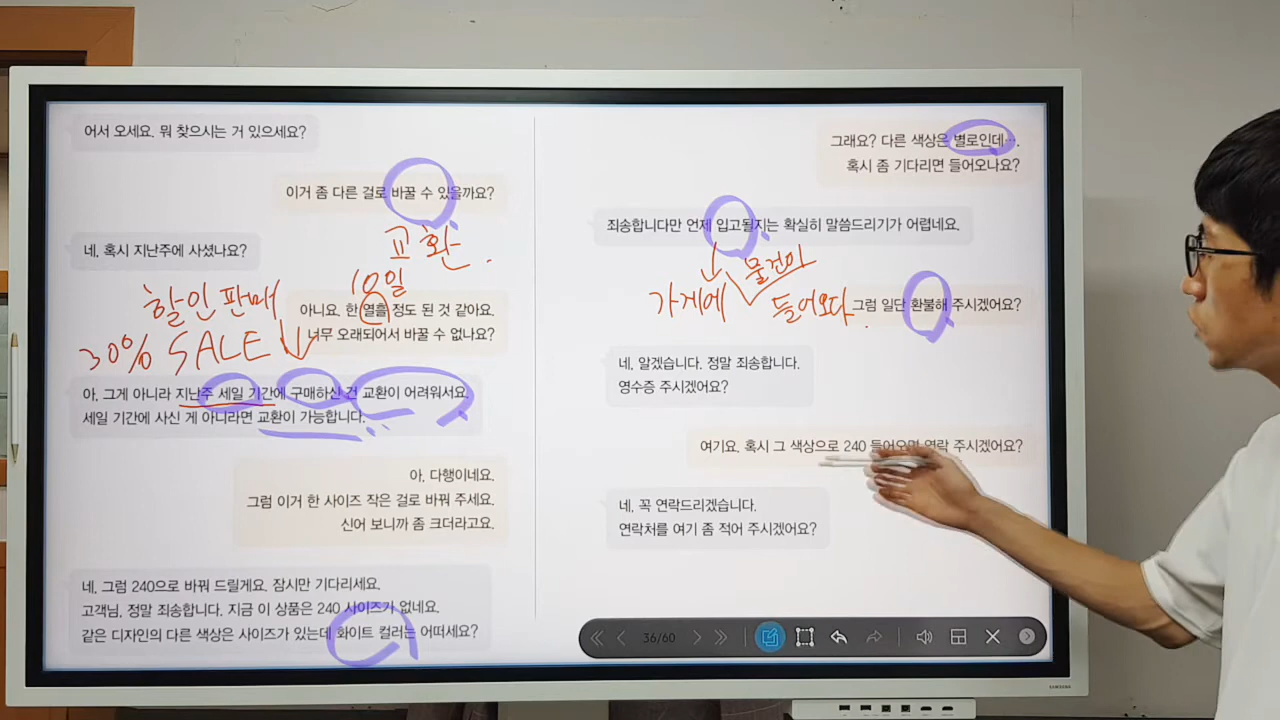 어서 오세요. 뭐 찾으시는 거 있으세요?
이거 좀 다른 걸로 바꿀 수 있을까요?
교환.
네, 혹시 지난주에 사셨나요?
10일
할인 판매
30% SALE
아니요. 한 열흘 정도 된 것 같아요.
너무 오래되어서 바꿀 수 없나요?
아, 그게 아니라 지난주 세일 기간에 구매하신 건 교환이 어려워서요.
세일 기간에 사신 게 아니라면 교환이 가능합니다.
아, 다행이네요.
그럼 이거 한 사이즈 작은 걸로 바꿔 주세요.
신어 보니까 좀 크더라고요.
네, 그럼 240으로 바꿔 드릴게요. 잠시만 기다리세요.
고객님, 정말 죄송합니다. 지금 이 상품은 240 사이즈가 없네요.
같은 디자인의 다른 색상은 사이즈가 있는데 화이트 컬러는 어떠세요?
그래요? 다른 색상은 별로인데….
혹시 좀 기다리면 들어오나요?
죄송합니다만 언제 입고될지는 확실히 말씀드리기가 어렵네요.
물건이
가게에 들어오다.
그럼 일단 환불해 주시겠어요?
네, 알겠습니다. 정말 죄송합니다.
영수증 주시겠어요?
여기요. 혹시 그 색상으로 240 들어오면 연락 주시겠어요?
네, 꼭 연락드리겠습니다.
연락처를 여기 좀 적어 주시겠어요?
36/60
SAMSUNG